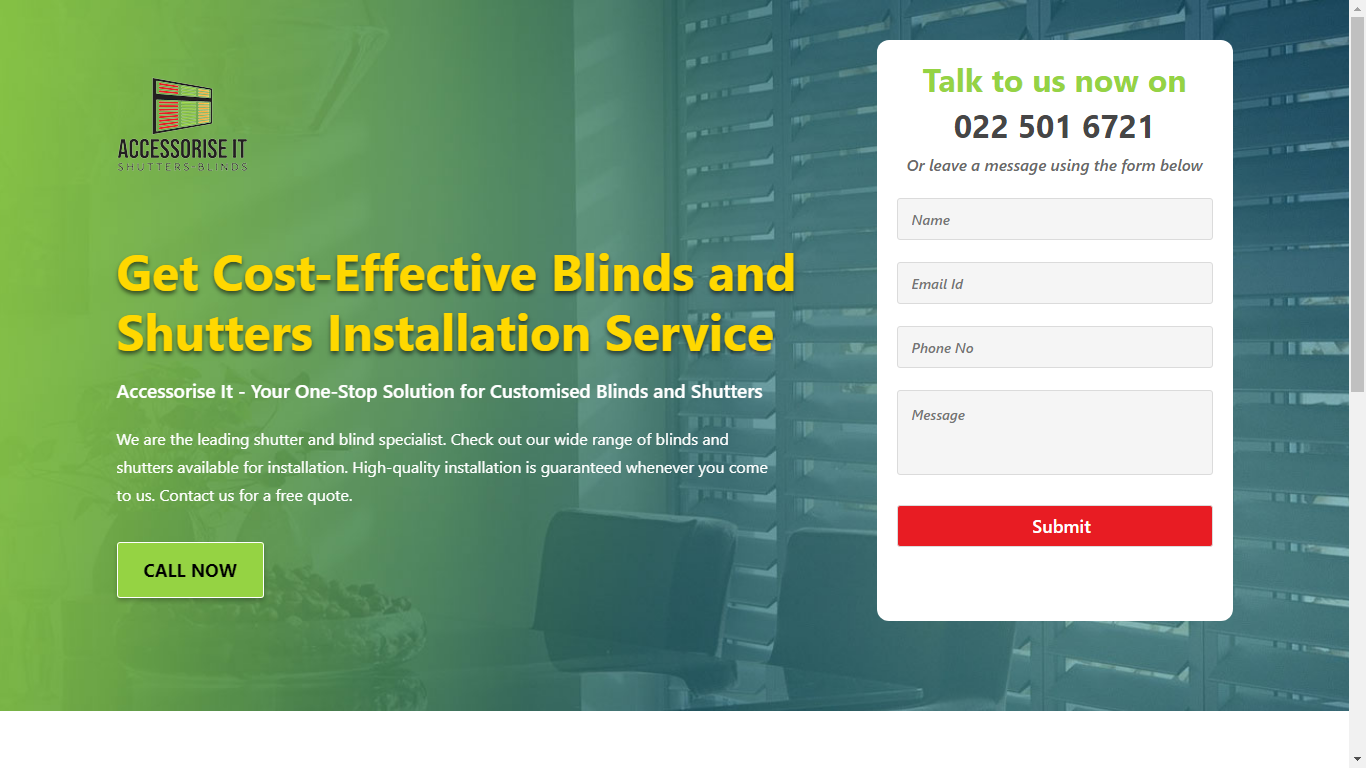 ACCESSORISE IT
SHUTTERS-BLINDS
Get Cost-Effective Blinds and
Shutters Installation Service
Accessorise It - Your One-Stop Solution for Customised Blinds and Shutters
We are the leading shutter and blind specialist. Check out our wide range of blinds and
shutters available for installation. High-quality installation is guaranteed whenever you come
to us. Contact us for a free quote.
CALL NOW
Talk to us now on
022 501 6721
Or leave a message using the form below
Name
Email Id
Phone No
Message
Submit